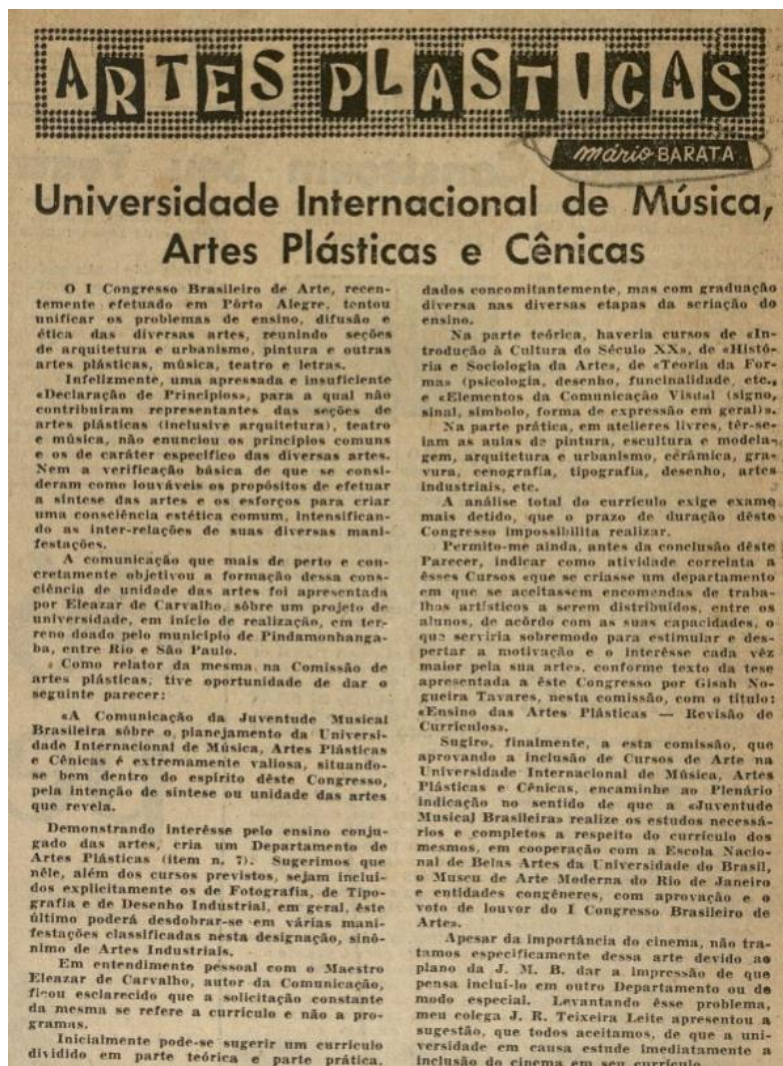 ARTES PLASTICAS
mário BARATA
Universidade Internacional de Música,
Artes Plásticas e Cênicas
O I Congresso Brasileiro de Arte, recen-
temente efetuado em Pôrto Alegre, tentou
unificar os problemas de ensino, difusão e
ética das diversas artes, reunindo seções
de arquitetura e urbanismo, pintura e outras
artes plásticas, música, teatro e letras.
Infelizmente, uma apressada e insuficiente
«Declaração de Princípios», para a qual não
contribuiram representantes das seções de
artes plásticas (inclusive arquitetura), teatro
e música, não enunciou os princípios comuns
e os de caráter específico das diversas artes.
Nem a verificação básica de que se consi-
deram como louváveis os propósitos de efetuar
a síntese das artes e os esforços para criar
uma consciência estética comum, intensifican-
do as inter-relações de suas diversas mani-
festações.
A comunicação que mais de perto e con-
cretamente objetivou a formação dessa cons-
ciência de unidade das artes foi apresentada
por Eleazar de Carvalho, sôbre um projeto de
universidade, em início de realização, em ter-
reno doado pelo município de Pindamonhanga-
ba, entre Rio e São Paulo.
Como relator da mesma na Comissão de
artes plásticas, tive oportunidade de dar o
seguinte parecer:
«A Comunicação da Juventude Musical
Brasileira sôbre o planejamento da Universi-
dade Internacional de Música, Artes Plásticas
e Cênicas é extremamente valiosa, situando-
se bem dentro do espírito dêste Congresso,
pela intenção de síntese ou unidade das artes
que revela.
Demonstrando interêsse pelo ensino conju-
gado das artes, cria um Departamento de
Artes Plásticas (item n. 7). Sugerimos que
nêle, além dos cursos previstos, sejam incluí-
dos explicitamente os de Fotografia, de Tipo-
grafia e de Desenho Industrial, em geral, êste
último poderá desdobrar-se em várias mani-
festações classificadas nesta designação, sinô-
nimo de Artes Industriais.
Em entendimento pessoal com o Maestro
Eleazar de Carvalho, autor da Comunicação,
ficou esclarecido que a solicitação constante
da mesma se refere a currículo e não a pro-
gramas.
Inicialmente pode-se sugerir um currículo
dividido em parte teórica e parte prática,
dados concomitantemente, mas com graduação
diversa nas diversas etapas da seriação do
ensino.
Na parte teórica, haveria cursos de «In-
trodução à Cultura do Século XX», de «Histó-
ria e Sociologia da Arte», de «Teoria da For-
ma» (psicologia, desenho, funcinalidade, etc.,
e «Elementos da Comunicação Visual (signo,
sinal, símbolo, forma de expressão em geral)».
Na parte prática, em atelieres livres, têr-se-
iam as aulas de pintura, escultura e modela-
gem, arquitetura e urbanismo, cerâmica, gra-
vura, cenografia, tipografia, desenho, artes
industriais, etc.
A análise total do currículo exige exame
mais detido, que o prazo de duração dêste
Congresso impossibilita realizar.
Permito-me ainda, antes da conclusão dêste
Parecer, indicar como atividade correlata a
êsses Cursos «que se criasse um departamento
em que se aceitassem encomendas de traba-
lhos artísticos a serem distribuídos, entre os
alunos, de acôrdo com as suas capacidades, o
que serviria sobremodo para estimular e des-
pertar a motivação e o interêsse cada vêz
maior pela sua arte», conforme texto da tese
apresentada a êste Congresso por Gisah No-
gueira Tavares, nesta comissão, com o título:
«Ensino das Artes Plásticas — Revisão de
Currículos».
Sugiro, finalmente, a esta comissão, que
aprovando a inclusão de Cursos de Arte na
Universidade Internacional de Música, Artes
Plásticas e Cênicas, encaminhe ao Plenário
indicação no sentido de que a «Juventude
Musical Brasileira» realize os estudos necessá-
rios e completos a respeito do currículo dos
mesmos, em cooperação com a Escola Nacio-
nal de Belas Artes da Universidade do Brasil,
o Museu de Arte Moderna do Rio de Janeiro
e entidades congêneres, com aprovação e o
voto de louvor do I Congresso Brasileiro de
Arte».
Apesar da importância do cinema, não tra-
tamos especificamente dessa arte devido ao
plano da J. M. B. dar a impressão de que
pensa incluí-lo em outro Departamento ou de
modo especial. Levantando êsse problema,
meu colega J. R. Teixeira Leite apresentou a
sugestão, que todos aceitamos, de que a uni-
versidade em causa estude imediatamente a
inclusão do cinema em seu currículo.